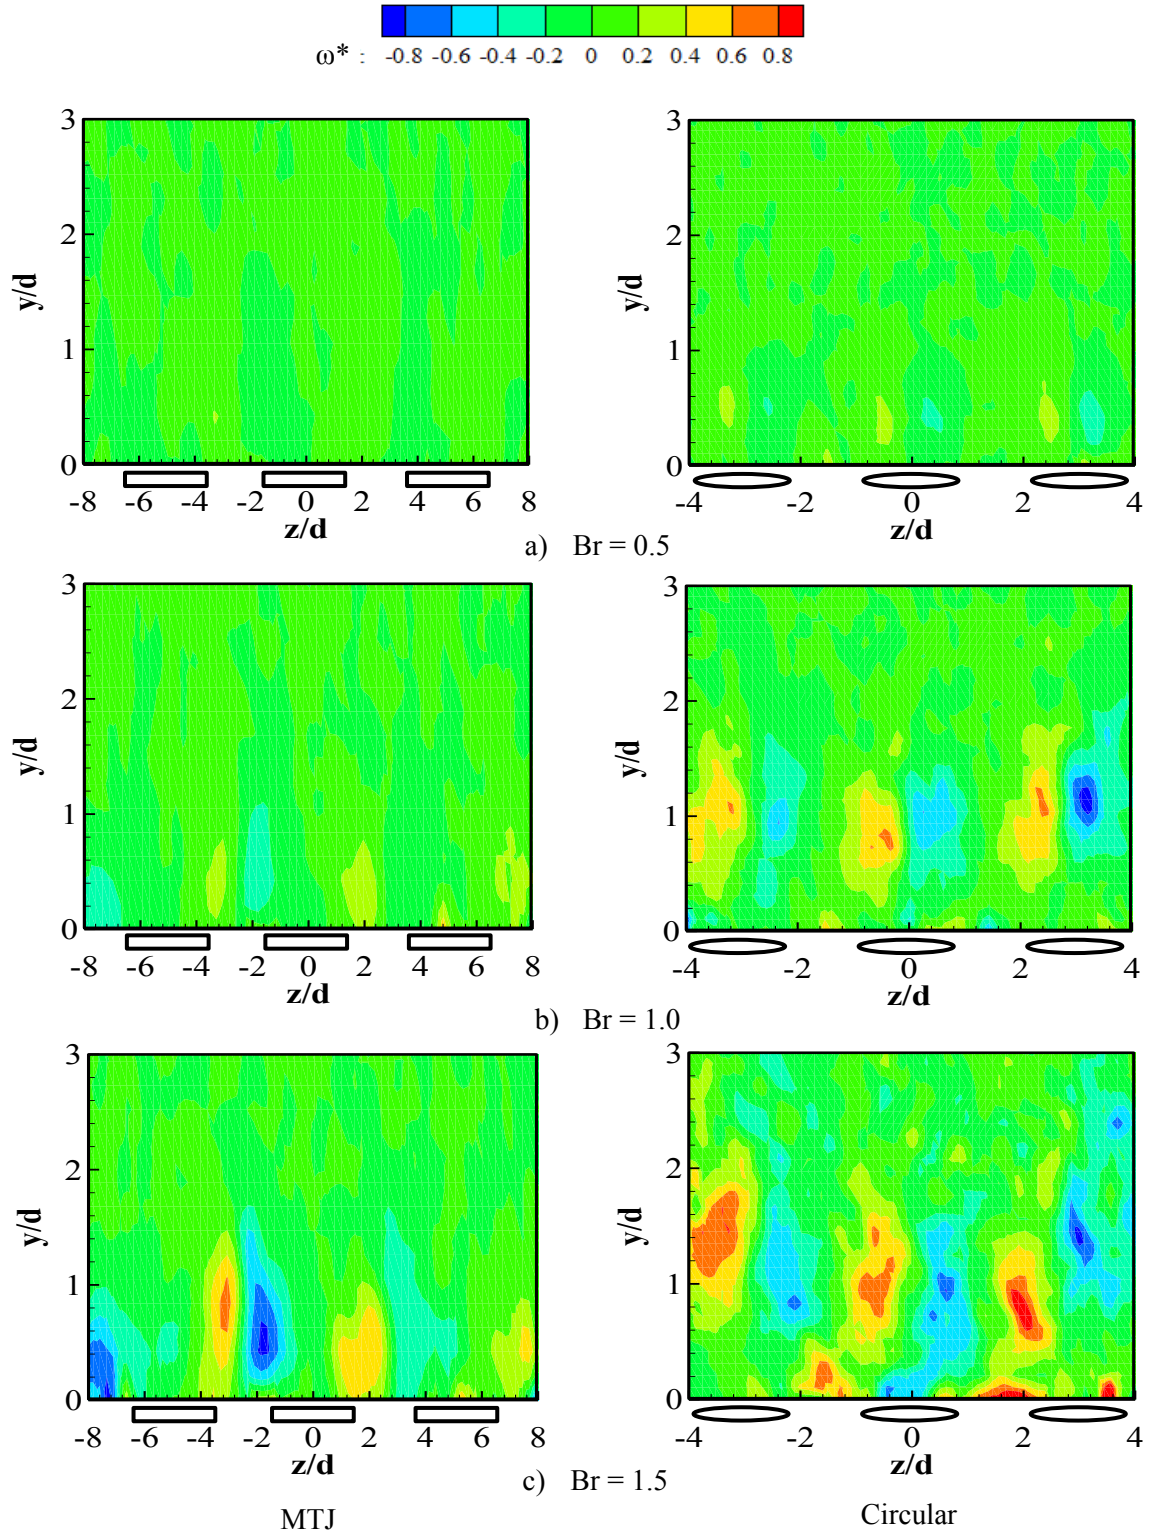 ω* : -0.8 -0.6 -0.4 -0.2 0 0.2 0.4 0.6 0.8
3 3
2 2
y/d y/d
1 1
0 0
-8 -6 -4 -2 0 2 4 6 8 -4 -2 0 2 4
z/d z/d
a) Br = 0.5
3 3
2 2
y/d y/d
1 1
0 0
-8 -6 -4 -2 0 2 4 6 8 -4 -2 0 2 4
z/d z/d
b) Br = 1.0
3 3
2 2
y/d y/d
1 1
0 0
-8 -6 -4 -2 0 2 4 6 8 -4 -2 0 2 4
z/d z/d
c) Br = 1.5
MTJ Circular